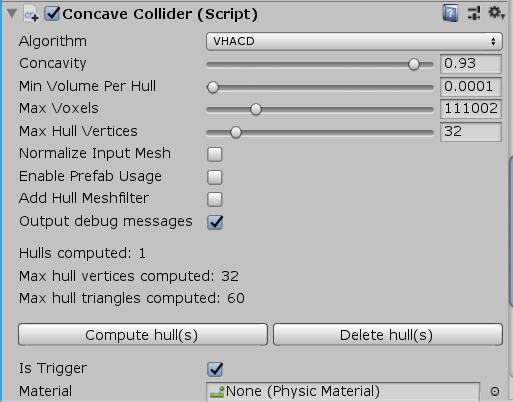 Concave Collider (Script)
Algorithm VHACD
Concavity 0.93
Min Volume Per Hull 0.0001
Max Voxels 111002
Max Hull Vertices 32
Normalize Input Mesh
Enable Prefab Usage
Add Hull Meshfilter
Output debug messages
Hulls computed: 1
Max hull vertices computed: 32
Max hull triangles computed: 60
Compute hull(s) Delete hull(s)
Is Trigger
Material None (Physic Material)